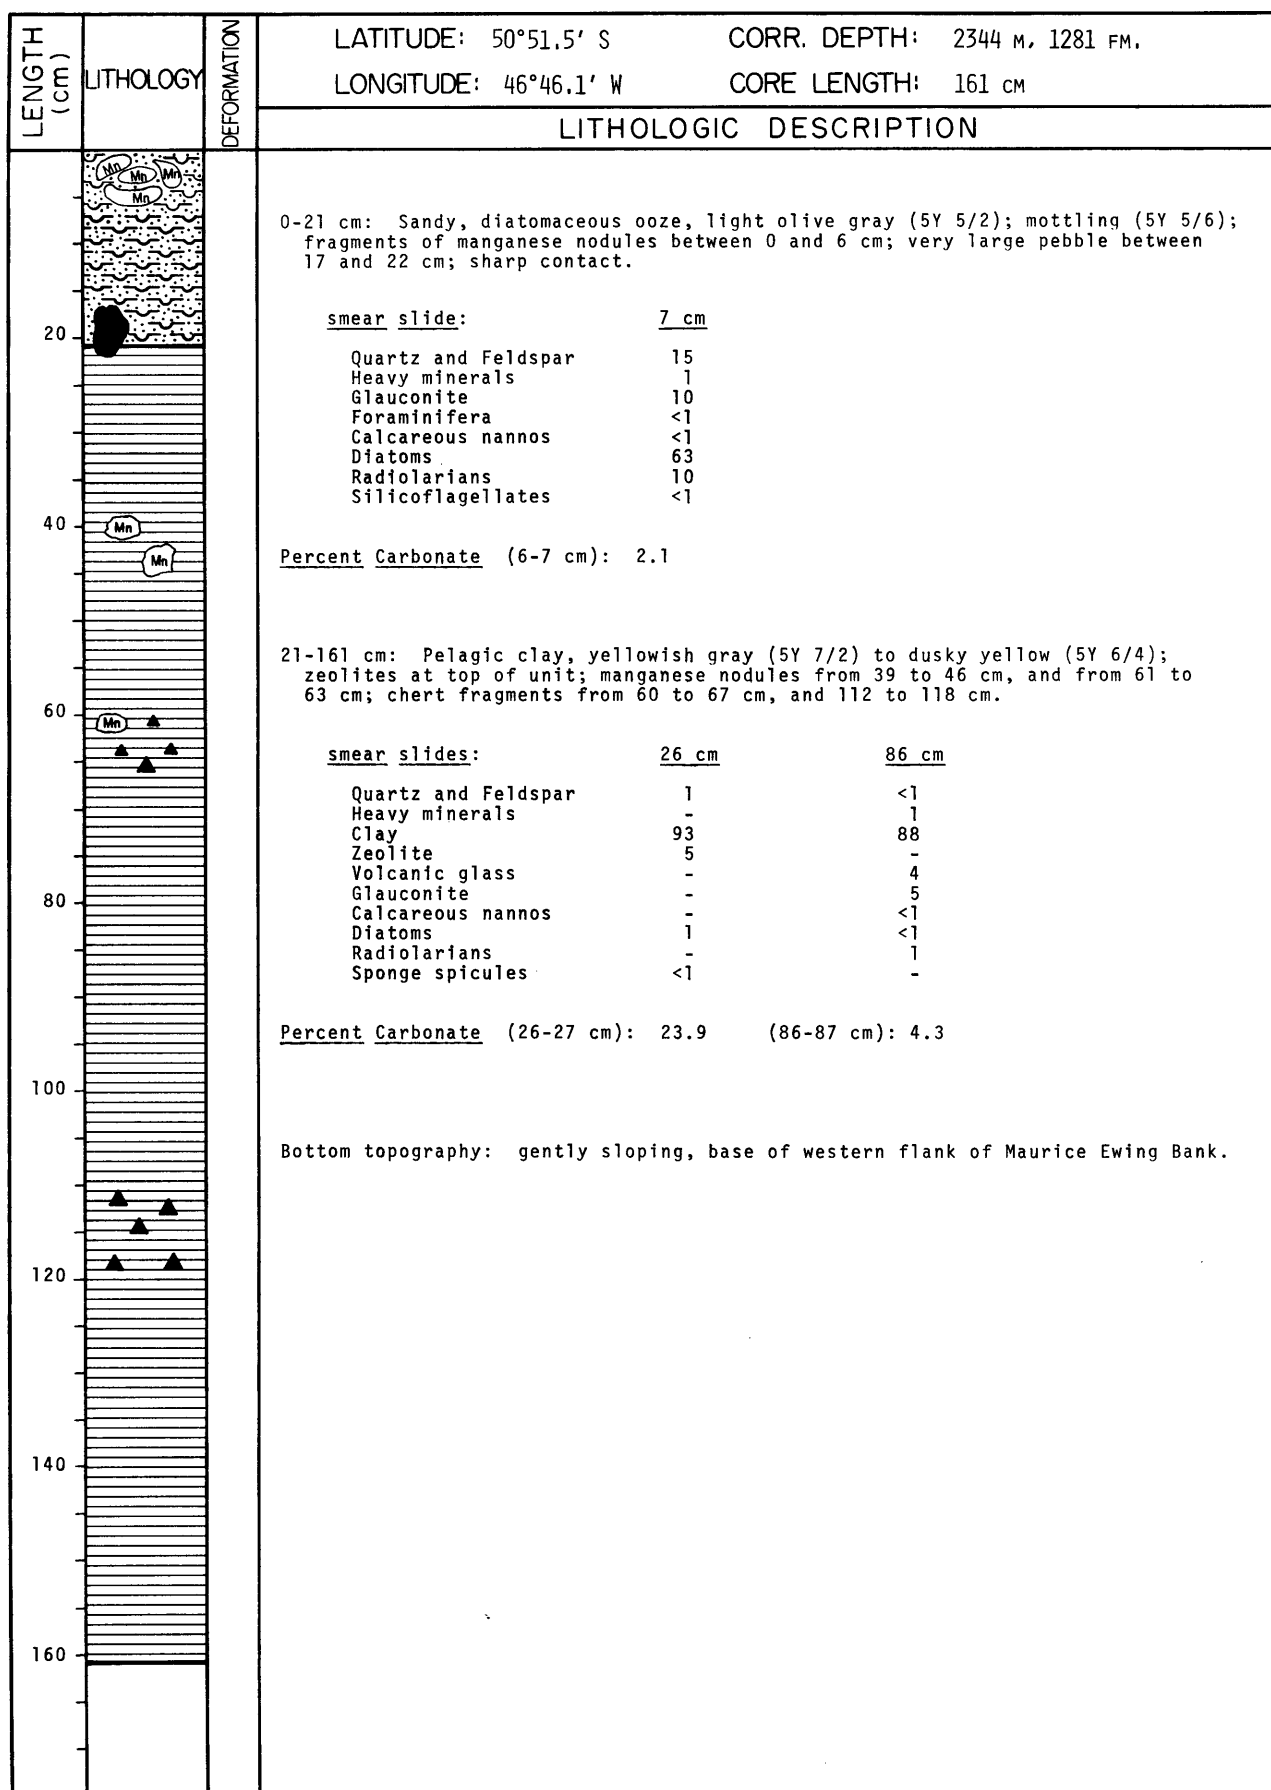 LENGTH (cm)
LITHOLOGY
DEFORMATION
LATITUDE: 50°51.5' S CORR. DEPTH: 2344 M, 1281 FM.
LONGITUDE: 46°46.1' W CORE LENGTH: 161 CM
LITHOLOGIC DESCRIPTION
Mn Mn Mn
Mn
0-21 cm: Sandy, diatomaceous ooze, light olive gray (5Y 5/2); mottling (5Y 5/6);
fragments of manganese nodules between 0 and 6 cm; very large pebble between
17 and 22 cm; sharp contact.
smear slide: 7 cm
20
Quartz and Feldspar 15
Heavy minerals 1
Glauconite 10
Foraminifera <1
Calcareous nannos <1
Diatoms 63
Radiolarians 10
Silicoflagellates <1
40
Mn
Mn
Percent Carbonate (6-7 cm): 2.1
21-161 cm: Pelagic clay, yellowish gray (5Y 7/2) to dusky yellow (5Y 6/4);
zeolites at top of unit; manganese nodules from 39 to 46 cm, and from 61 to
63 cm; chert fragments from 60 to 67 cm, and 112 to 118 cm.
60
Mn
smear slides: 26 cm 86 cm
Quartz and Feldspar 1 <1
Heavy minerals - 1
Clay 93 88
Zeolite 5 -
Volcanic glass - 4
Glauconite - 5
Calcareous nannos - <1
Diatoms 1 <1
Radiolarians - 1
Sponge spicules <1 -
80
Percent Carbonate (26-27 cm): 23.9 (86-87 cm): 4.3
100
Bottom topography: gently sloping, base of western flank of Maurice Ewing Bank.
120
140
160